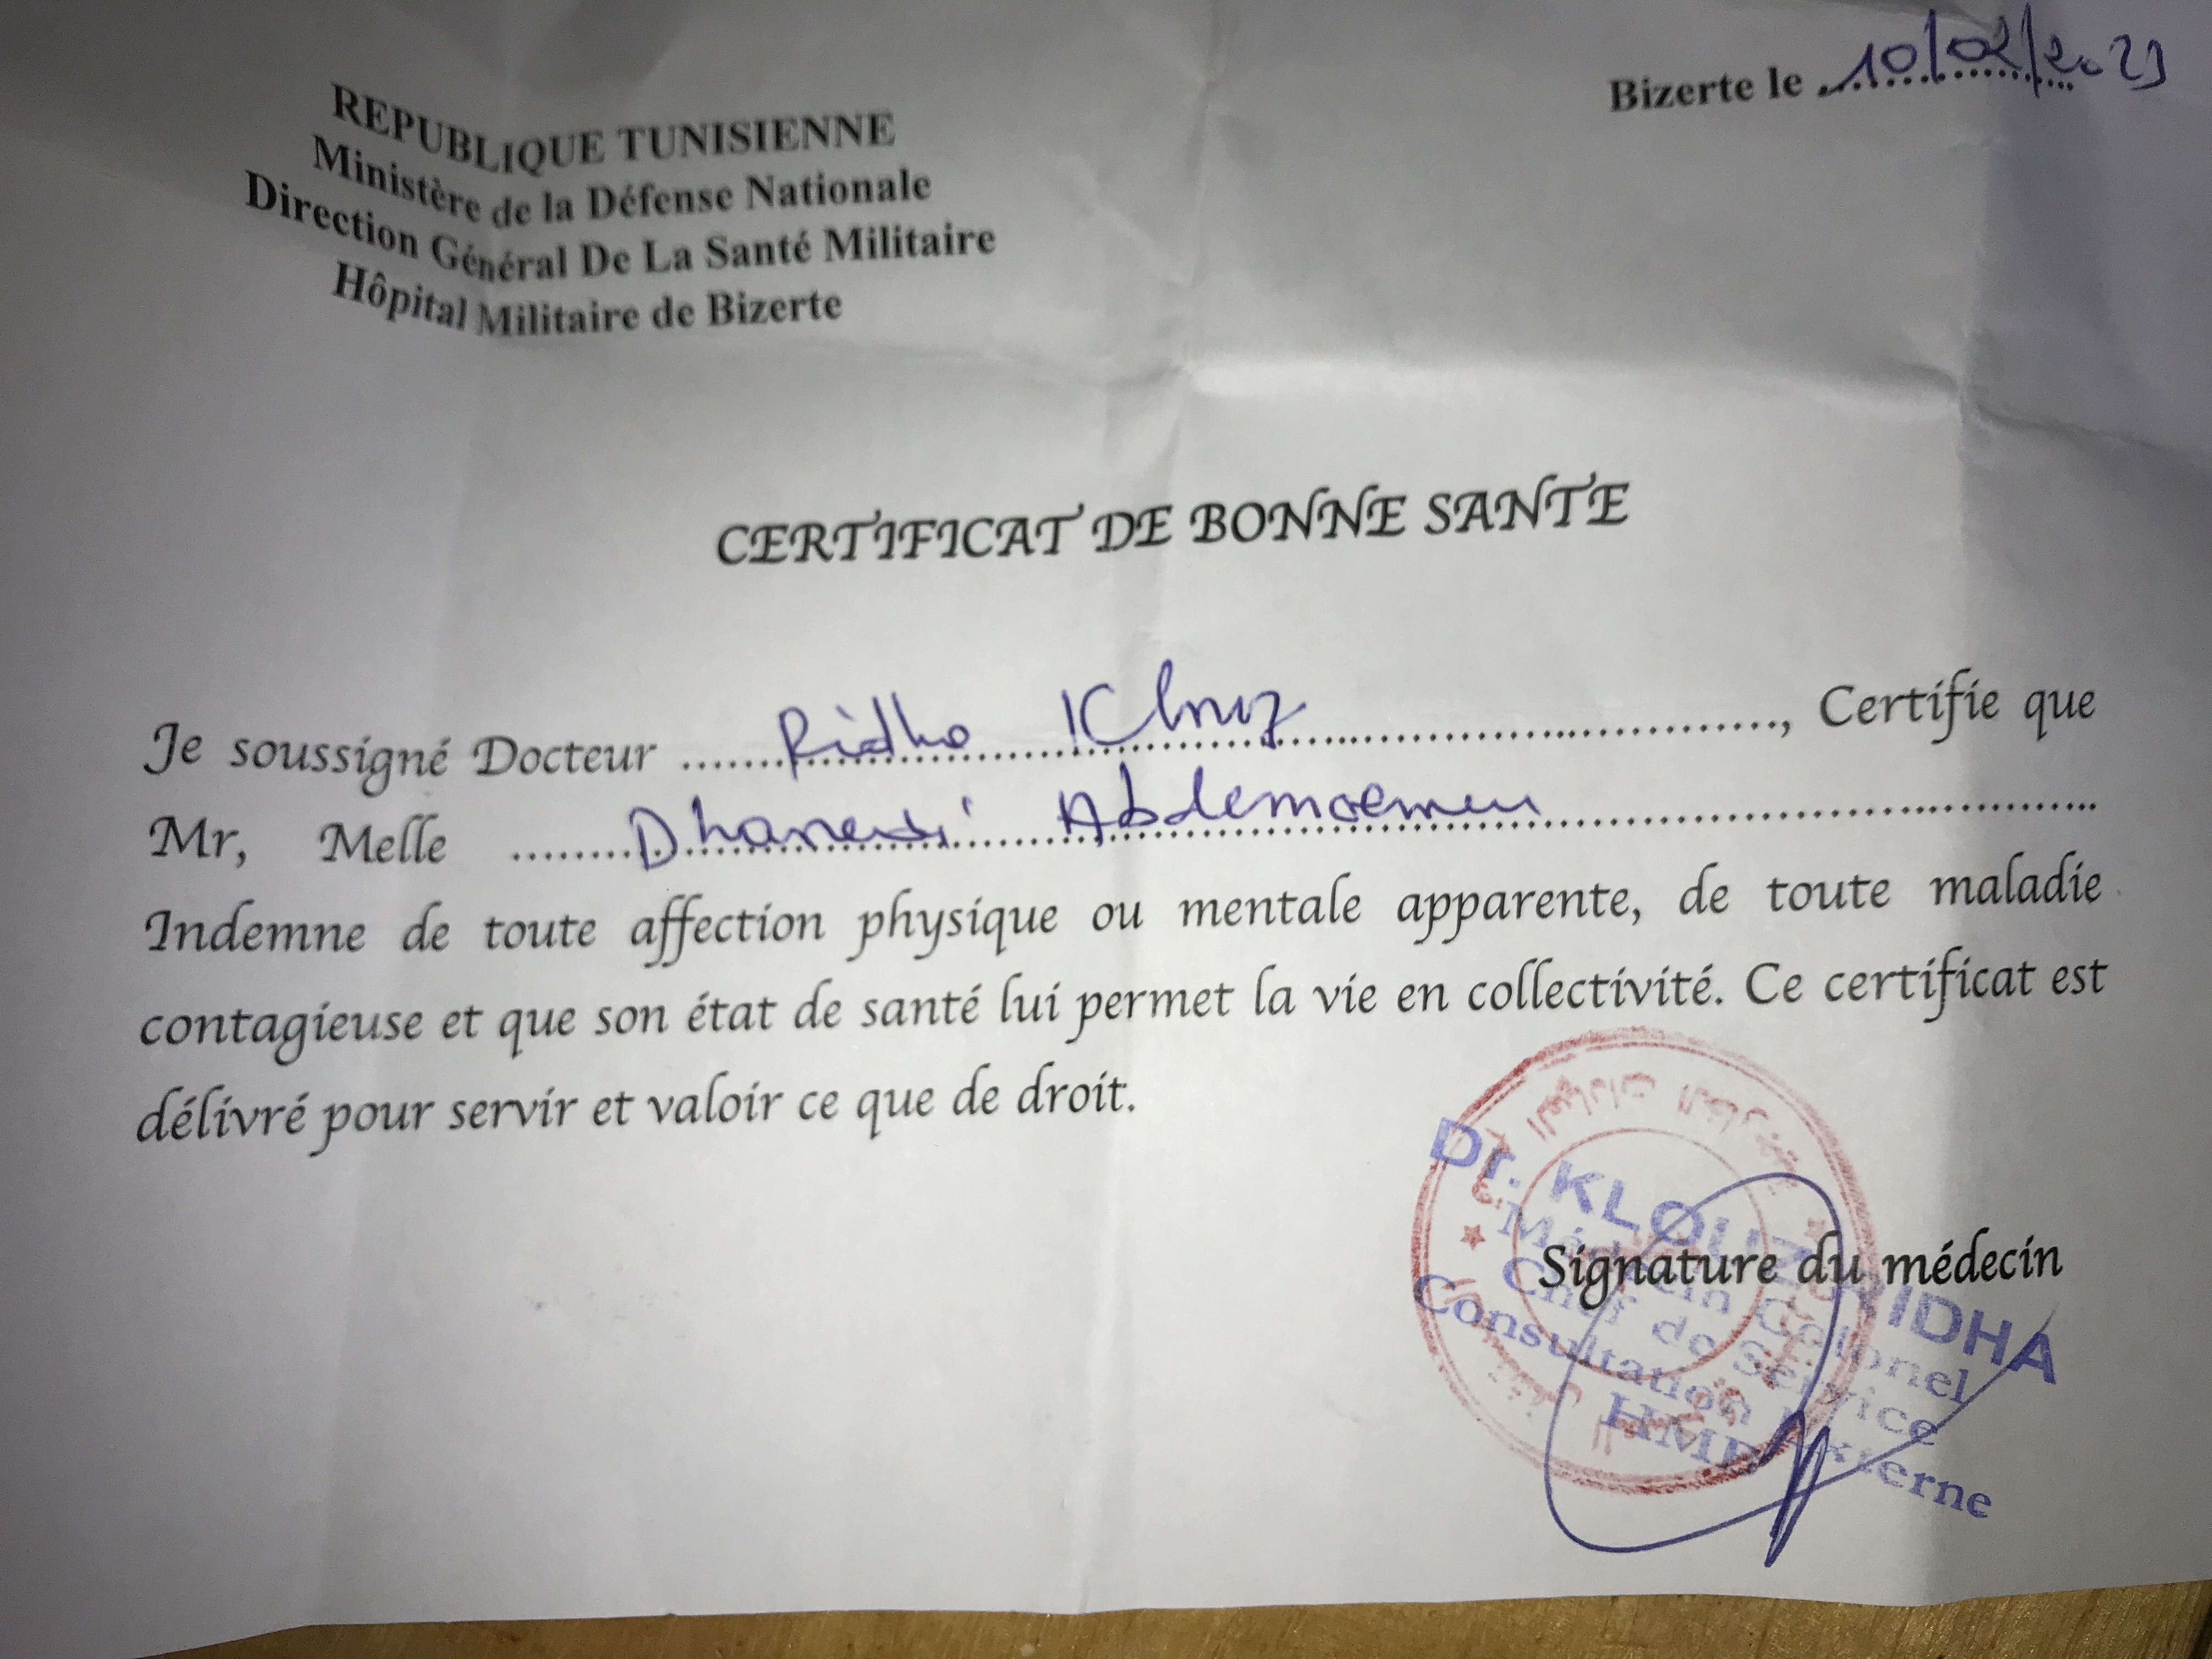 Bizerte le 10/02/2023
REPUBLIQUE TUNISIENNE
Ministère de la Défense Nationale
Direction Général De La Santé Militaire
Hôpital Militaire de Bizerte
CERTIFICAT DE BONNE SANTE
Je soussigné Docteur ....... Ridha ..............................., Certifie que
Mr, Melle ........ Abdemoemen ...............................
Indemne de toute affection physique ou mentale apparente, de toute maladie
contagieuse et que son état de santé lui permet la vie en collectivité. Ce certificat est
délivré pour servir et valoir ce que de droit.
Signature du médecin
Dr. KLOUZ RIDHA
Médecin Colonel
Chef de Service
Consultation Externe